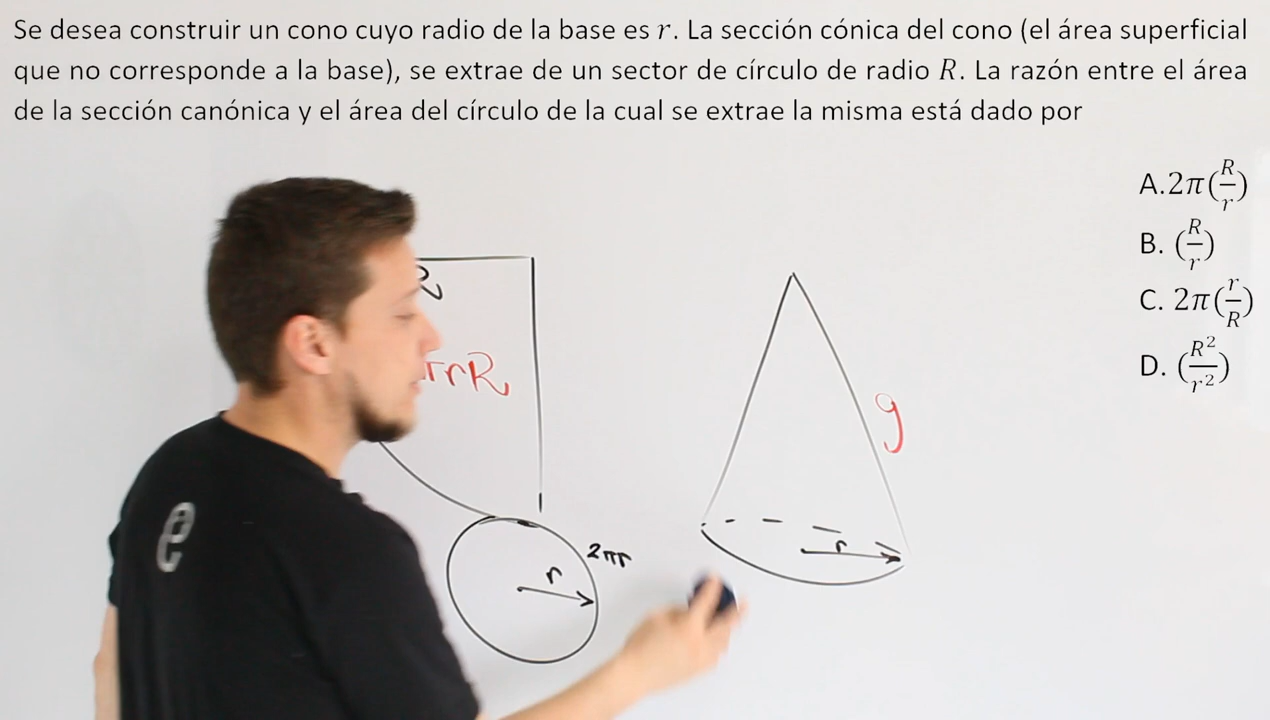 Se desea construir un cono cuyo radio de la base es r. La sección cónica del cono (el área superficial
que no corresponde a la base), se extrae de un sector de círculo de radio R. La razón entre el área
de la sección canónica y el área del círculo de la cual se extrae la misma está dado por
A.2π(R/r)
B. (R/r)
C. 2π(r/R)
D. (R²/r²)
πrR
g
2πr
r
r
e